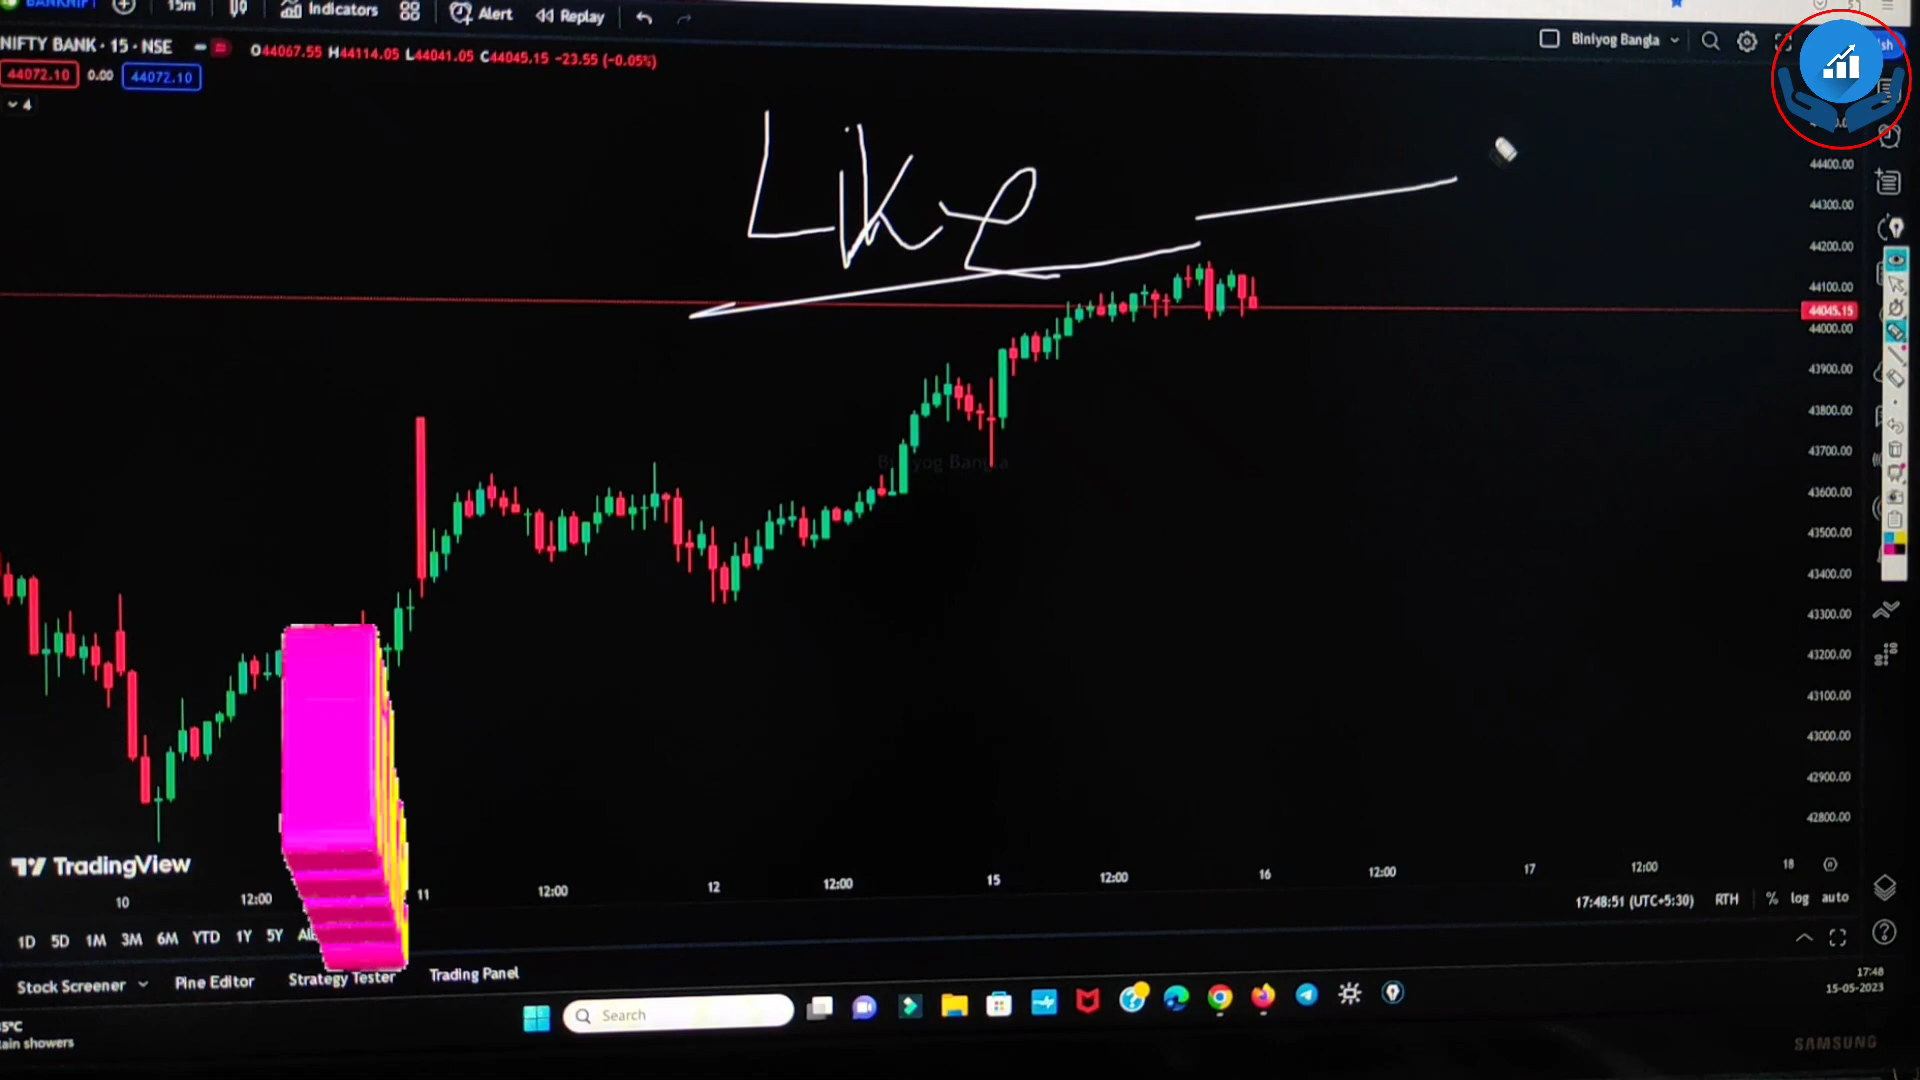 BANKNIFTY
15m Indicators Alert Replay
NIFTY BANK · 15 · NSE O44067.55 H44114.05 L44041.05 C44045.15 -23.55 (-0.05%)
Biniyog Bangla
44072.10 0.00 44072.10
4
Like
44400.00
44300.00
44200.00
44100.00
44045.15
44000.00
43900.00
43800.00
43700.00
Biniyog Bangla
43600.00
43500.00
43400.00
43300.00
43200.00
43100.00
43000.00
42900.00
42800.00
TradingView
10 12:00 11 12:00 12 12:00 15 12:00 16 12:00 17 12:00 18
17:48:51 (UTC+5:30) RTH % log auto
1D 5D 1M 3M 6M YTD 1Y 5Y
Stock Screener Pine Editor Strategy Tester Trading Panel
Search
17:48
15-05-2023
SAMSUNG